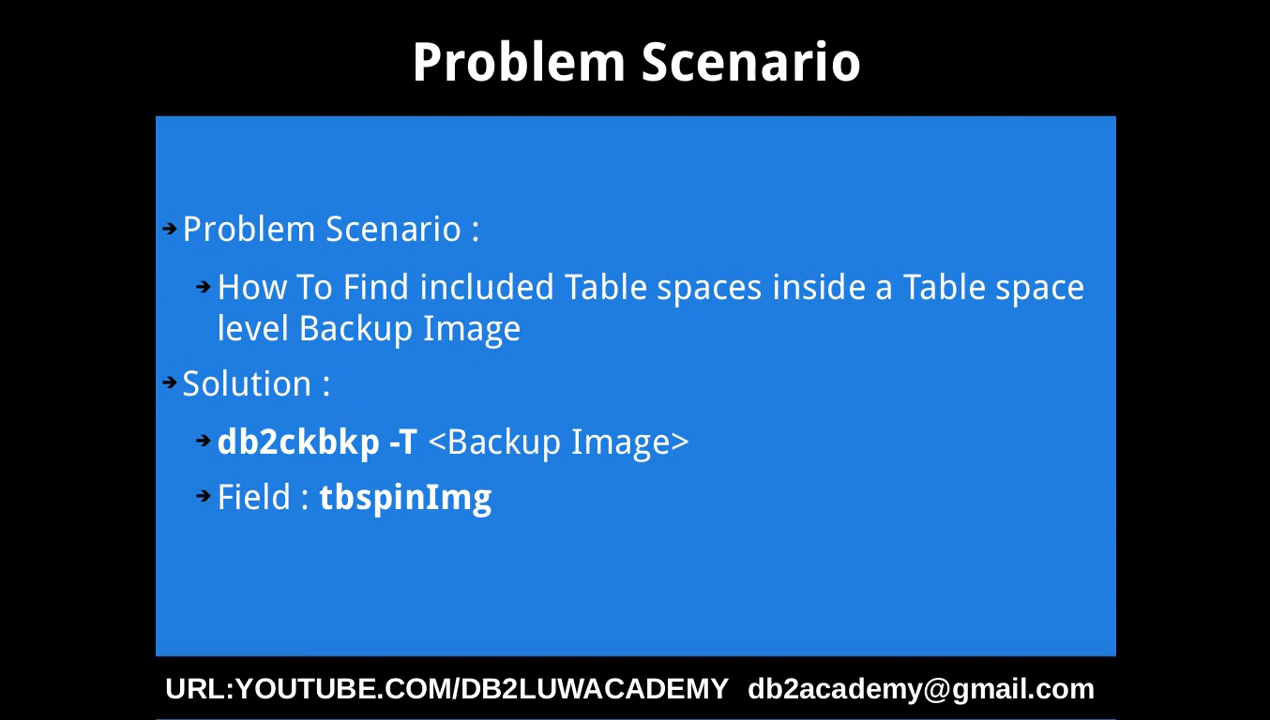 Problem Scenario
➔Problem Scenario :
➔How To Find included Table spaces inside a Table space
level Backup Image
➔Solution :
➔db2ckbkp -T <Backup Image>
➔Field : tbspinImg
URL:YOUTUBE.COM/DB2LUWACADEMY db2academy@gmail.com